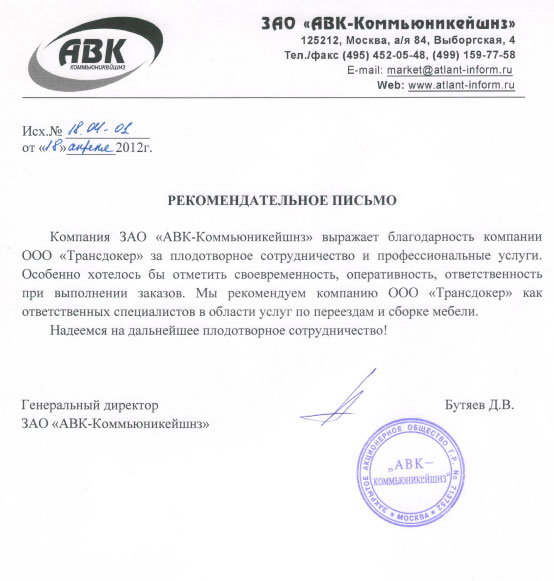 АВК
КОММЬЮНИКЕЙШНЗ
ЗАО «АВК-Коммьюникейшнз»
125212, Москва, а/я 84, Выборгская, 4
Тел./факс (495) 452-05-48, (499) 159-77-58
E-mail: market@atlant-inform.ru
Web: www.atlant-inform.ru
Исх.№ 18.04-01
от «18» апреля 2012г.
РЕКОМЕНДАТЕЛЬНОЕ ПИСЬМО
Компания ЗАО «АВК-Коммьюникейшнз» выражает благодарность компании
ООО «Трансдокер» за плодотворное сотрудничество и профессиональные услуги.
Особенно хотелось бы отметить своевременность, оперативность, ответственность
при выполнении заказов. Мы рекомендуем компанию ООО «Трансдокер» как
ответственных специалистов в области услуг по переездам и сборке мебели.
Надеемся на дальнейшее плодотворное сотрудничество!
Генеральный директор
Бутяев Д.В.
ЗАО «АВК-Коммьюникейшнз»
ЗАКРЫТОЕ АКЦИОНЕРНОЕ ОБЩЕСТВО Г.Р. № 713752
* МОСКВА *
„АВК–
коммьюникейшнз"